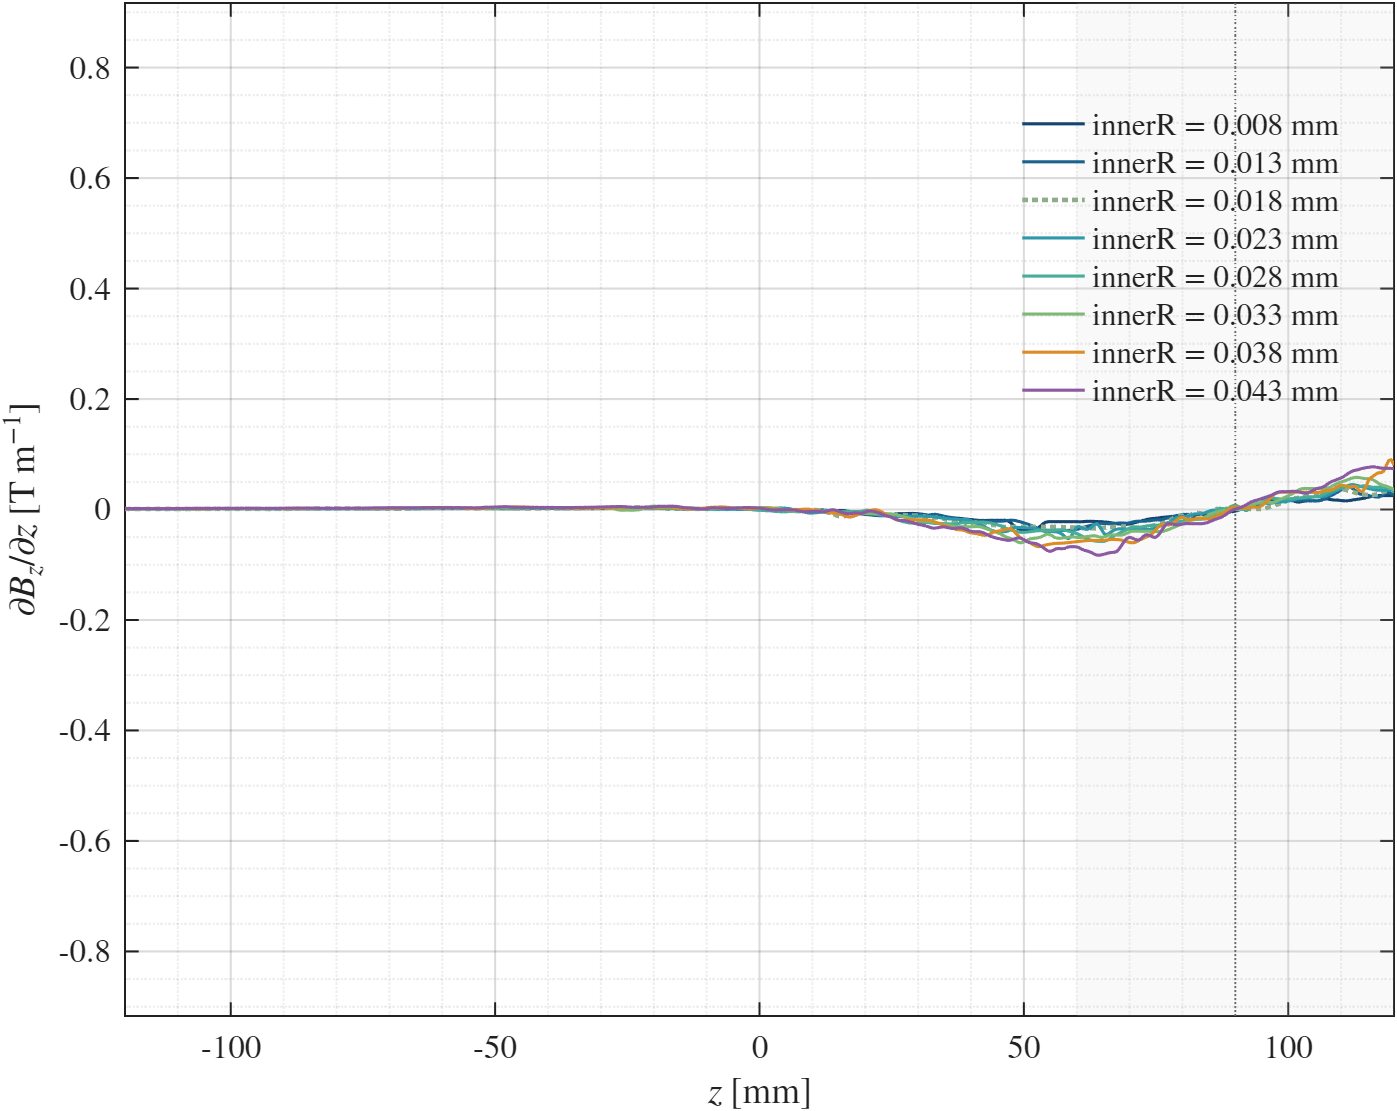 0.8
0.6
0.4
0.2
0
-0.2
-0.4
-0.6
-0.8
∂Bz/∂z [T m⁻¹]
innerR = 0.008 mm
innerR = 0.013 mm
innerR = 0.018 mm
innerR = 0.023 mm
innerR = 0.028 mm
innerR = 0.033 mm
innerR = 0.038 mm
innerR = 0.043 mm
-100 -50 0 50 100
z [mm]